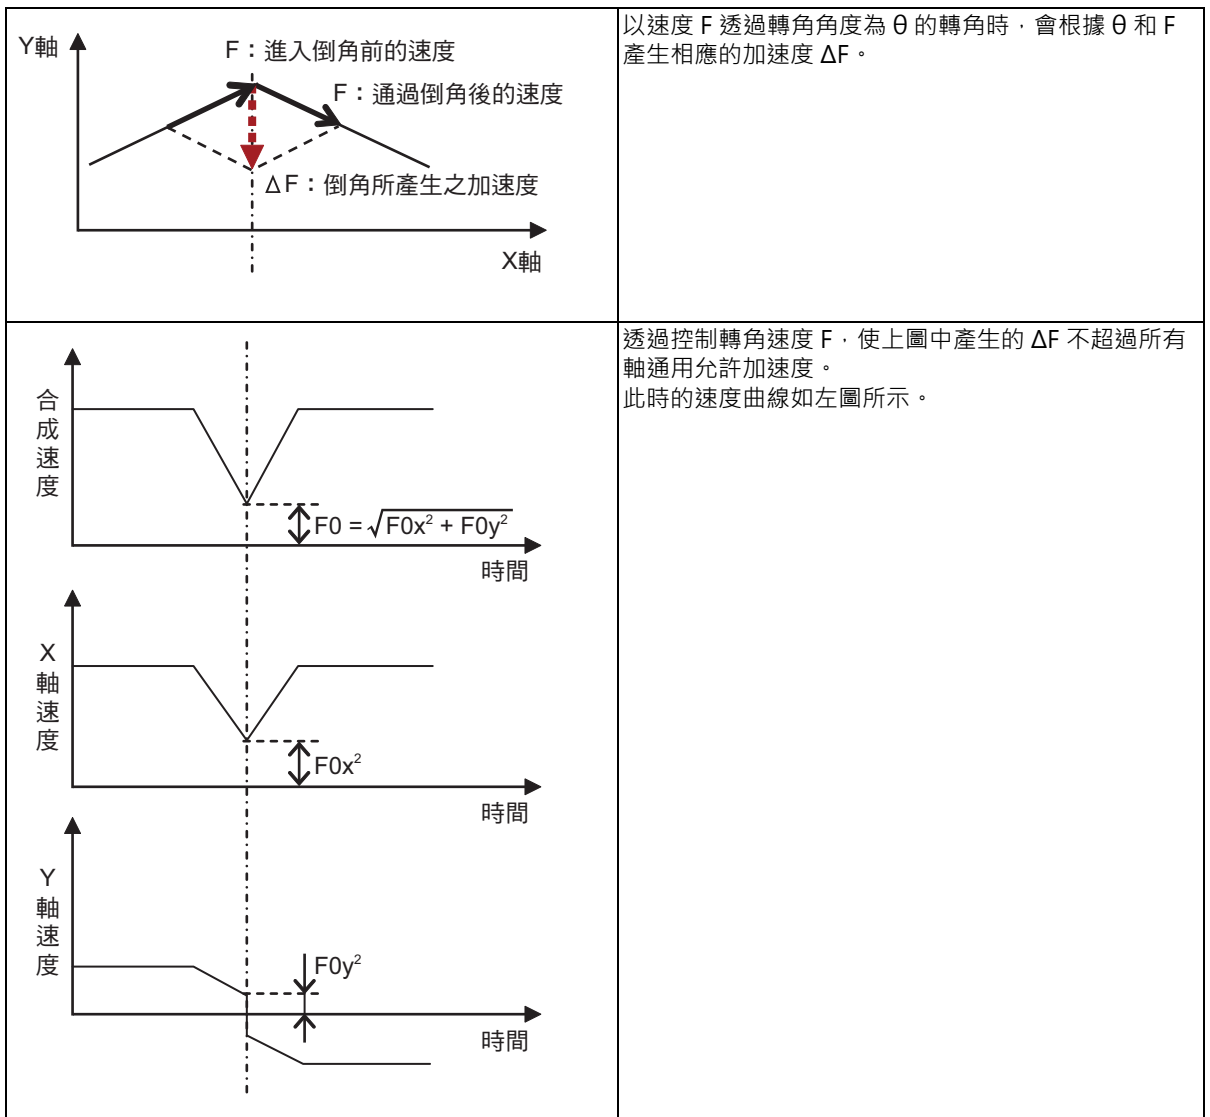 Y軸
F：進入倒角前的速度
F：通過倒角後的速度
ΔF：倒角所產生之加速度
X軸
以速度 F 透過轉角角度為 θ 的轉角時，會根據 θ 和 F
產生相應的加速度 ΔF。
合成速度
F0 = √F0x² + F0y²
時間
X軸速度
F0x²
時間
Y軸速度
F0y²
時間
透過控制轉角速度 F，使上圖中產生的 ΔF 不超過所有
軸通用允許加速度。
此時的速度曲線如左圖所示。